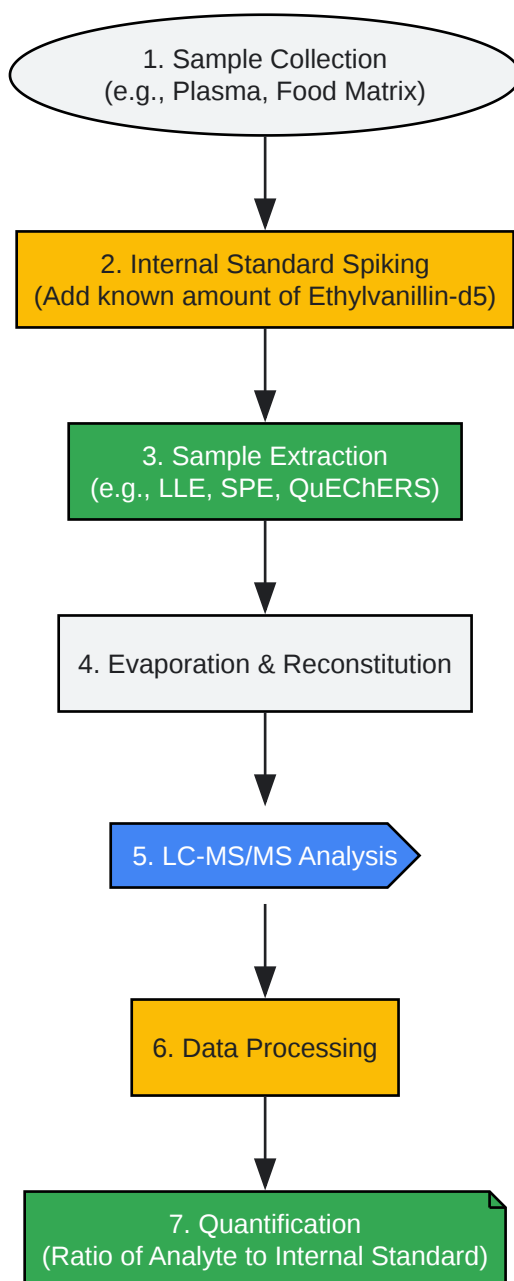 1. Sample Collection
(e.g., Plasma, Food Matrix)
2. Internal Standard Spiking
(Add known amount of Ethylvanillin-d5)
3. Sample Extraction
(e.g., LLE, SPE, QuEChERS)
4. Evaporation & Reconstitution
5. LC-MS/MS Analysis
6. Data Processing
7. Quantification
(Ratio of Analyte to Internal Standard)